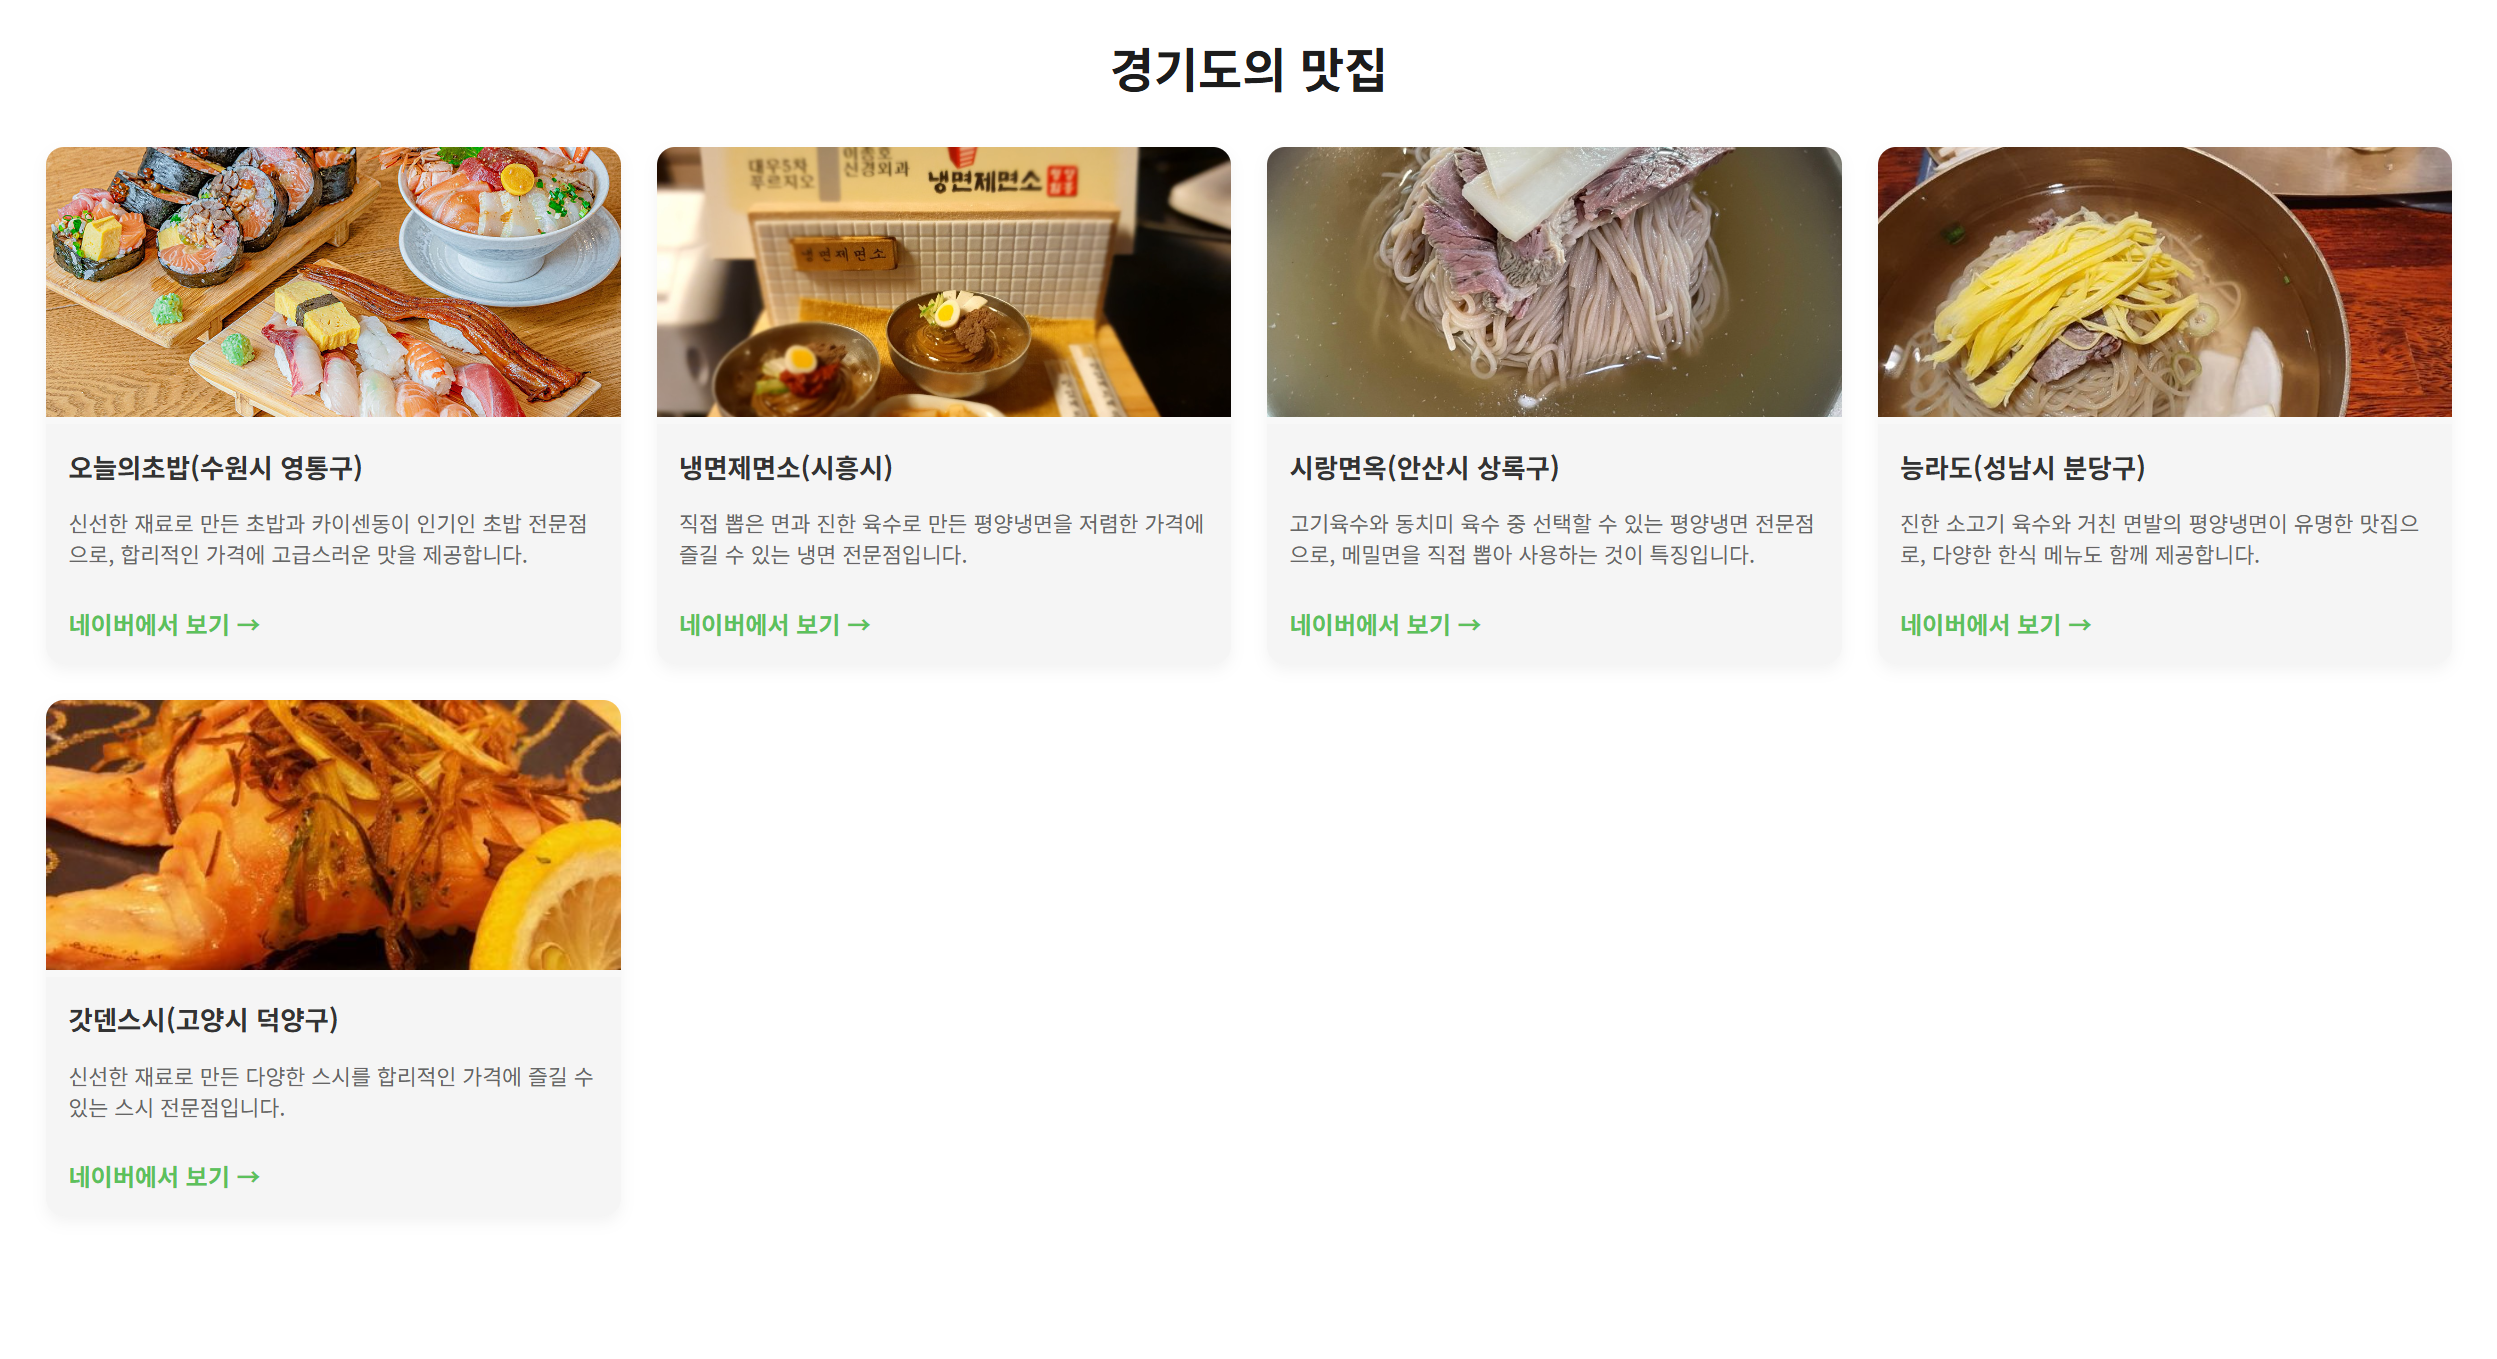 경기도의 맛집
대우5차
푸르지오
신경외과
냉면제면소
냉면제면소
오늘의초밥(수원시 영통구)
신선한 재료로 만든 초밥과 카이센동이 인기인 초밥 전문점
으로, 합리적인 가격에 고급스러운 맛을 제공합니다.
네이버에서 보기 →
냉면제면소(시흥시)
직접 뽑은 면과 진한 육수로 만든 평양냉면을 저렴한 가격에
즐길 수 있는 냉면 전문점입니다.
네이버에서 보기 →
시랑면옥(안산시 상록구)
고기육수와 동치미 육수 중 선택할 수 있는 평양냉면 전문점
으로, 메밀면을 직접 뽑아 사용하는 것이 특징입니다.
네이버에서 보기 →
능라도(성남시 분당구)
진한 소고기 육수와 거친 면발의 평양냉면이 유명한 맛집으
로, 다양한 한식 메뉴도 함께 제공합니다.
네이버에서 보기 →
갓덴스시(고양시 덕양구)
신선한 재료로 만든 다양한 스시를 합리적인 가격에 즐길 수
있는 스시 전문점입니다.
네이버에서 보기 →